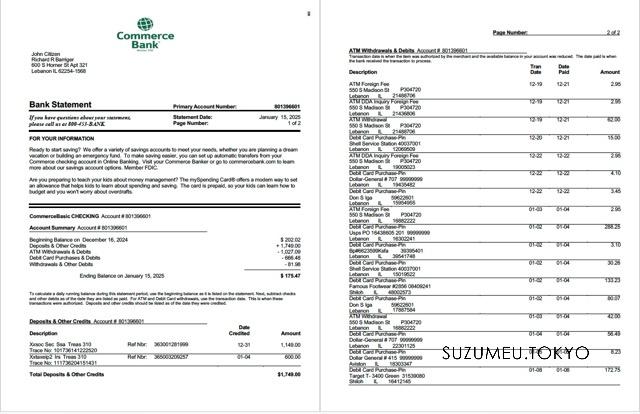 Commerce
Bank
John Citizen
Richard R Barriger
600 S Horner St Apt 321
Lebanon IL 62254-1568
Bank Statement
Primary Account Number: 801396601
If you have questions about your statement,
please call us at 800-453-BANK.
Statement Date: January 15, 2025
Page Number: 1 of 2
FOR YOUR INFORMATION
Ready to start saving? We offer a variety of savings accounts to meet your needs, whether you are planning a dream
vacation or building an emergency fund. To make saving easier, you can set up automatic transfers from your
Commerce checking account in Online Banking. Visit your Commerce Banker or go to commercebank.com to learn
more about our savings account options. Member FDIC.
Are you preparing to teach your kids about money management? The mySpending Card® offers a modern way to set
an allowance that helps kids to learn about spending and saving. The card is prepaid, so your kids can learn how to
budget and you won't worry about overdrafts.
CommerceBasic CHECKING Account # 801396601
Account Summary Account # 801396601
Beginning Balance on December 16, 2024 $ 202.02
Deposits & Other Credits + 1,749.00
ATM Withdrawals & Debits - 1,027.09
Debit Card Purchases & Debits - 666.48
Withdrawals & Other Debits - 81.98
Ending Balance on January 15, 2025 $ 175.47
To calculate a daily running balance during this statement period, use the beginning balance as it is listed on the statement. Next, subtract checks
and other debits as of the date they are listed as paid. For ATM and Debit Card withdrawals, use the transaction date. This is when these
transactions were authorized. Deposits and other credits should be listed as of the date they were credited.
Deposits & Other Credits Account # 801396601
Description Date Credited Amount
Xxsoc Sec Ssa Treas 310 Ref Nbr: 363001281999 12-31 1,149.00
Trace No: 317361412122520
Xxtaxeip2 Irs Treas 310 Ref Nbr: 365003209257 01-04 600.00
Trace No: 111736204151431
Total Deposits & Other Credits $1,749.00
Page Number: 2 of 2
ATM Withdrawals & Debits Account # 801396601
Transaction date is when the item was authorized by the merchant and the available balance in your account was reduced. The date paid is when
the bank received the transaction to process.
Description Tran Date Date Paid Amount
ATM Foreign Fee 12-19 12-21 2.95
550 S Madison St P304720
Lebanon IL 21488706
ATM DDA Inquiry Foreign Fee 12-19 12-21 2.95
550 S Madison St P304720
Lebanon IL 21436806
ATM Withdrawal 12-19 12-21 62.00
550 S Madison St P304720
Lebanon IL 21488706
Debit Card Purchase-Pin 12-20 12-21 15.00
Shell Service Station 40037001
Lebanon IL 12069509
ATM DDA Inquiry Foreign Fee 12-22 12-22 2.95
550 S Madison St P304720
Lebanon IL 19005023
Debit Card Purchase-Pin 12-22 12-22 4.10
Dollar-General # 707 99999999
Lebanon IL 19435482
Debit Card Purchase-Pin 12-22 12-22 3.45
Don S Iga 59622601
Lebanon IL 15954955
ATM Foreign Fee 01-03 01-04 2.95
550 S Madison St P304720
Lebanon IL 16882222
Debit Card Purchase-Pin 01-03 01-04 288.25
Usps PO 16438605 201 99999999
Lebanon IL 16302241
Debit Card Purchase-Pin 01-02 01-04 3.10
Lebanon IL 39541748
Debit Card Purchase-Pin 01-02 01-04 30.26
Shell Service Station 40037001
Lebanon IL 15019522
Debit Card Purchase-Pin 01-02 01-04 133.23
Famous Footwear #2856 08409241
Shiloh IL 48002573
Debit Card Purchase-Pin 01-02 01-04 80.07
Don S Iga 59622601
Lebanon IL 17887584
ATM Withdrawal 01-03 01-04 42.00
550 S Madison St P304720
Lebanon IL 16882222
Debit Card Purchase-Pin 01-02 01-04 56.49
Dollar-General # 707 99999999
Lebanon IL 22301125
Debit Card Purchase-Pin 8.23
Dollar General # 415 99999999
Aviston IL 18303347
Debit Card Purchase-Pin 01-08 01-08 172.75
Target T- 3400 Green 31539080
Shiloh IL 16412145
SUZUMEU.TOKYO